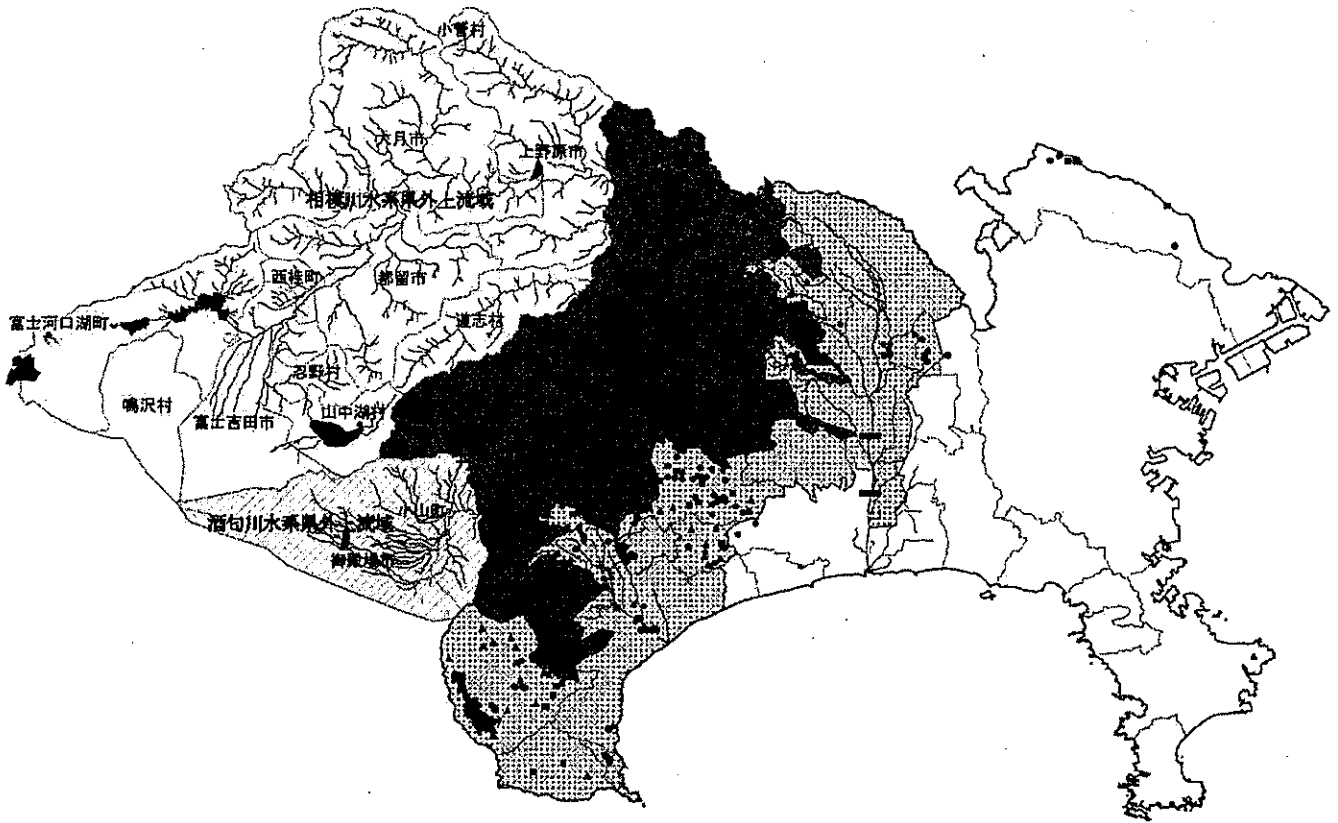 小菅村
大月市
上野原市
相模川水系県外上流域
西桂町
都留市
富士河口湖町
道志村
忍野村
鳴沢村
山中湖村
富士吉田市
小山町
酒匂川水系県外上流域
御殿場市